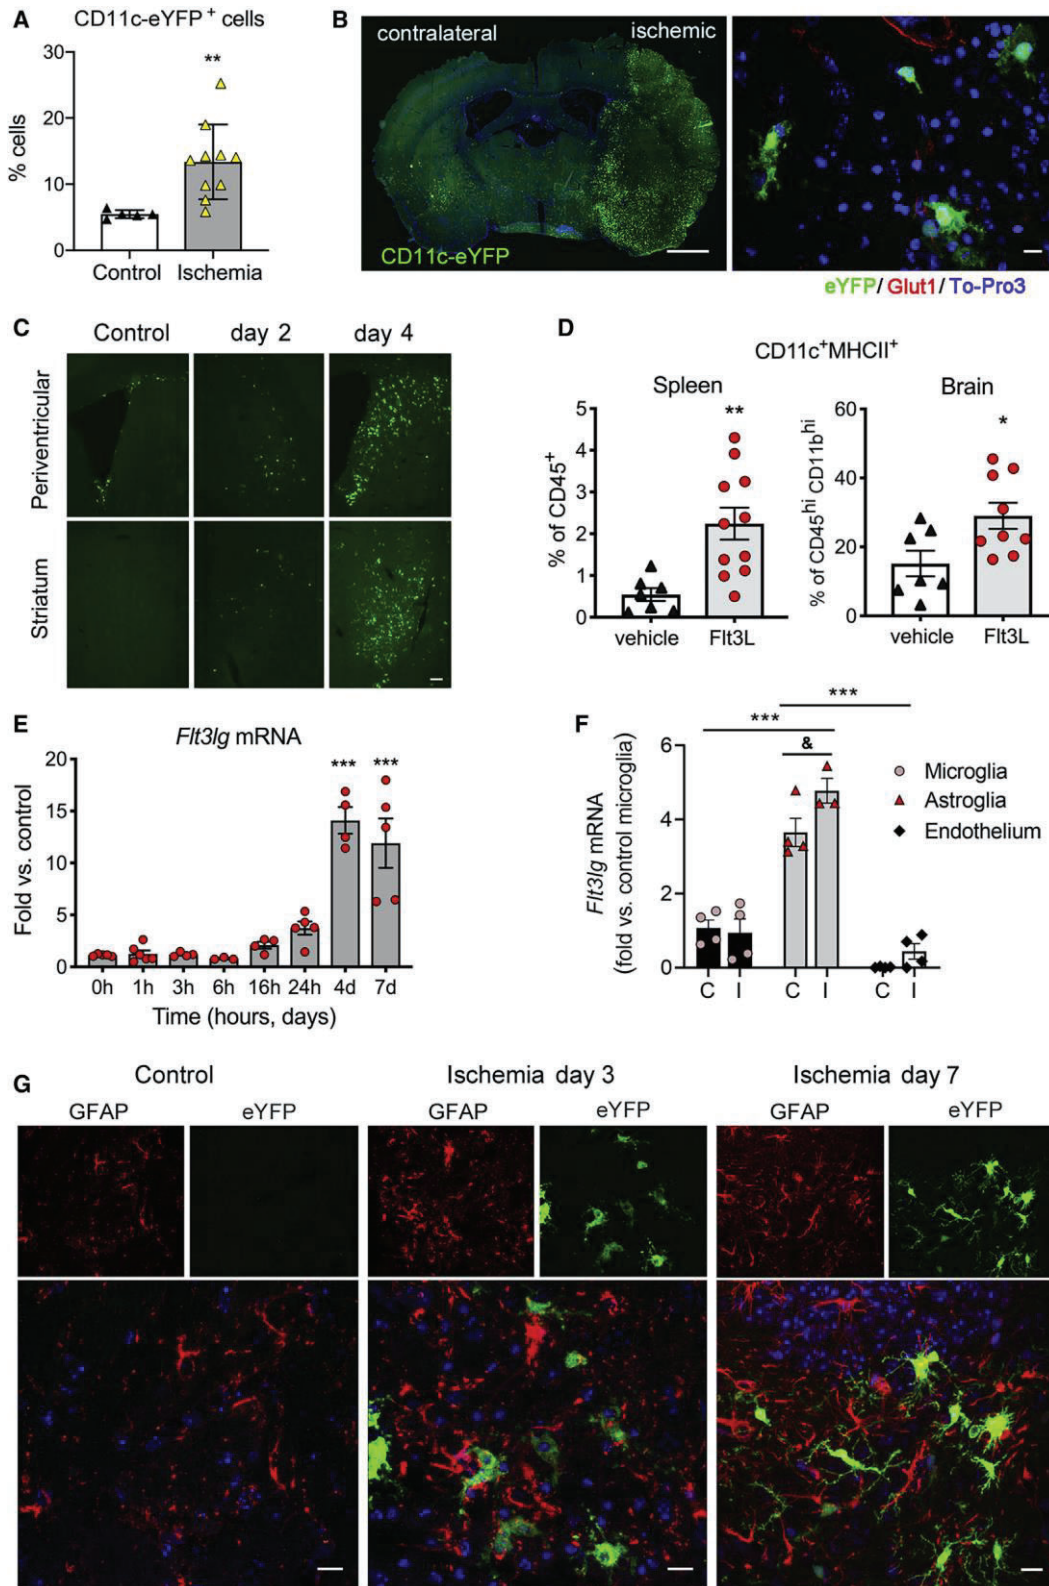 A
CD11c-eYFP+ cells
**
% cells
30
20
10
0
Control
Ischemia
B
contralateral
ischemic
CD11c-eYFP
eYFP/Glut1/To-Pro3
C
Control
day 2
day 4
Periventricular
Striatum
D
CD11c+MHCII+
Spleen
Brain
**
*
% of CD45+
5
4
3
2
1
0
vehicle
Flt3L
% of CD45hi CD11bhi
60
40
20
0
vehicle
Flt3L
E
Flt3lg mRNA
***
***
Fold vs. control
20
15
10
5
0
0h 1h 3h 6h 16h 24h 4d 7d
Time (hours, days)
F
***
***
&
Flt3lg mRNA
(fold vs. control microglia)
6
4
2
0
C I C I C I
Microglia
Astroglia
Endothelium
G
Control
Ischemia day 3
Ischemia day 7
GFAP
eYFP
GFAP
eYFP
GFAP
eYFP